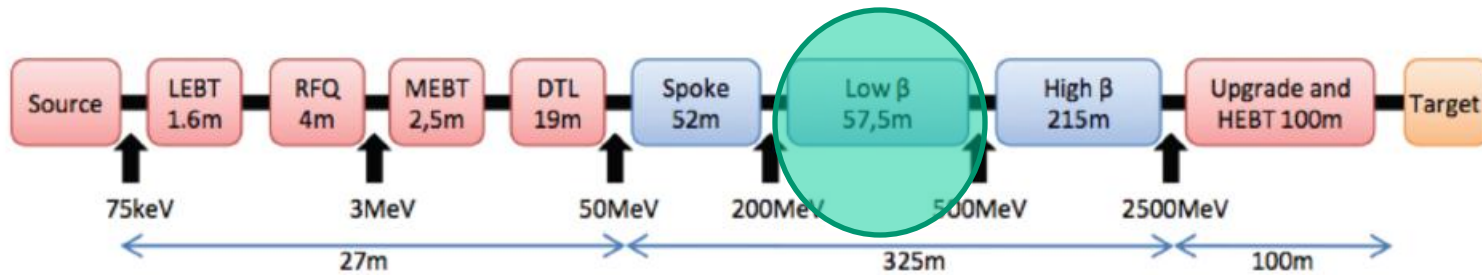 Source
LEBT
1.6m
RFQ
4m
MEBT
2,5m
DTL
19m
Spoke
52m
Low β
57,5m
High β
215m
Upgrade and
HEBT 100m
Target
75keV
3MeV
50MeV
200MeV
500MeV
2500MeV
27m
325m
100m